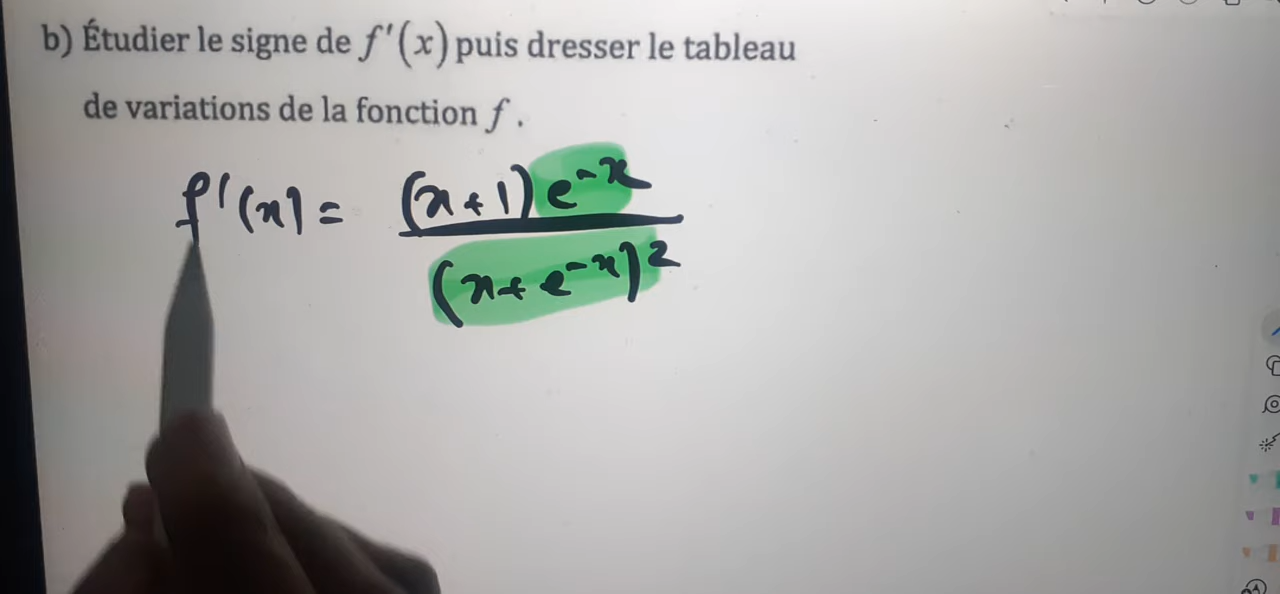 b) Étudier le signe de f'(x) puis dresser le tableau
de variations de la fonction f .
f'(x) = (x+1)e^-x / (x+e^-x)^2